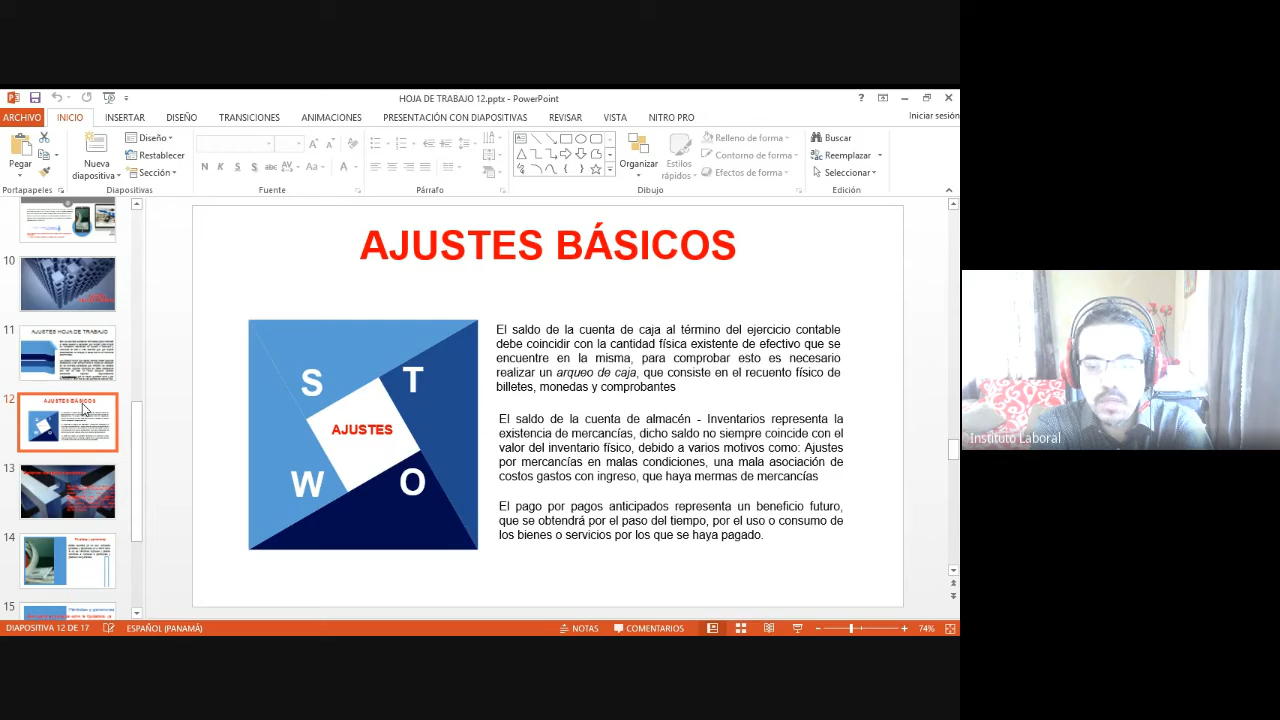 HOJA DE TRABAJO 12.pptx - PowerPoint
ARCHIVO INICIO INSERTAR DISEÑO TRANSICIONES ANIMACIONES PRESENTACIÓN CON DIAPOSITIVAS REVISAR VISTA NITRO PRO Iniciar sesión
Pegar
Nueva diapositiva
Diseño
Restablecer
Sección
N K S S abc AV Aa A
Organizar
Estilos rápidos
Relleno de forma
Contorno de forma
Efectos de forma
Buscar
Reemplazar
Seleccionar
Portapapeles Diapositivas Fuente Párrafo Dibujo Edición
10
11
AJUSTES HOJA DE TRABAJO
12
AJUSTES BÁSICOS
13
14
15
AJUSTES BÁSICOS
S T
AJUSTES
W O
El saldo de la cuenta de caja al término del ejercicio contable
debe coincidir con la cantidad física existente de efectivo que se
encuentre en la misma, para comprobar esto es necesario
un arqueo de caja, que consiste en el recuento físico de
billetes, monedas y comprobantes
El saldo de la cuenta de almacén - Inventarios representa la
existencia de mercancías, dicho saldo no siempre coincide con el
valor del inventario físico, debido a varios motivos como: Ajustes
por mercancías en malas condiciones, una mala asociación de
costos gastos con ingreso, que haya mermas de mercancías
El pago por pagos anticipados representa un beneficio futuro,
que se obtendrá por el paso del tiempo, por el uso o consumo de
los bienes o servicios por los que se haya pagado.
Instituto Laboral
DIAPOSITIVA 12 DE 17 ESPAÑOL (PANAMÁ) NOTAS COMENTARIOS 74%